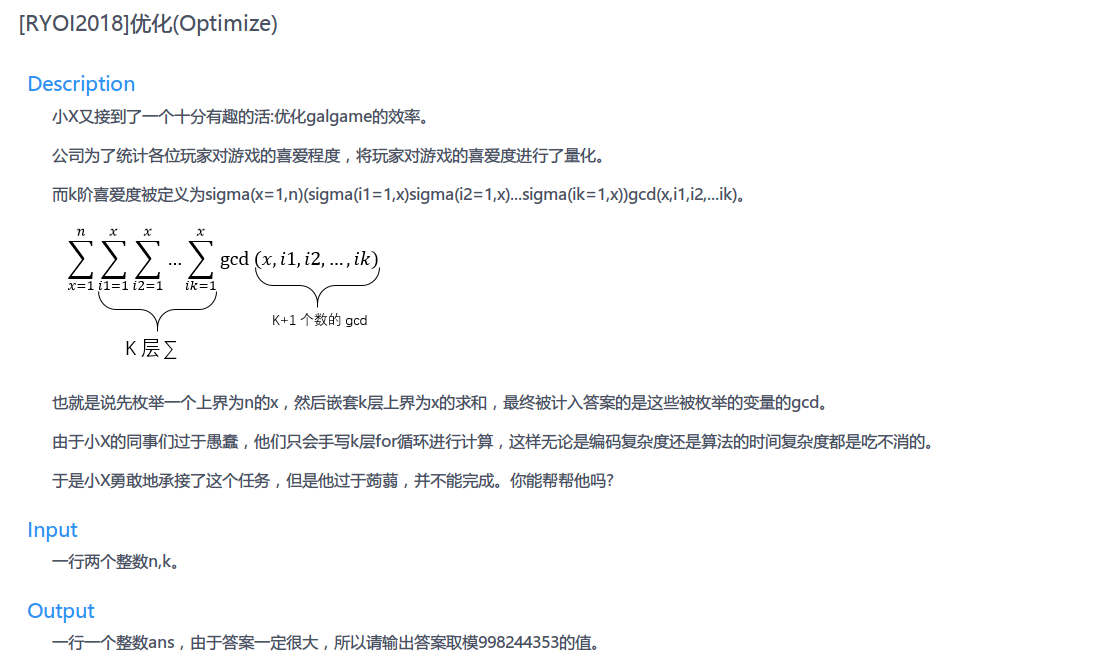 [RYOI2018]优化(Optimize)
Description
小X又接到了一个十分有趣的活:优化galgame的效率。
公司为了统计各位玩家对游戏的喜爱程度，将玩家对游戏的喜爱度进行了量化。
而k阶喜爱度被定义为sigma(x=1,n)(sigma(i1=1,x)sigma(i2=1,x)...sigma(ik=1,x))gcd(x,i1,i2,...ik)。
n x x x
∑ ∑ ∑ ... ∑ gcd (x, i1, i2, ... , ik)
x=1 i1=1 i2=1 ik=1
K+1 个数的 gcd
K 层 ∑
也就是说先枚举一个上界为n的x，然后嵌套k层上界为x的求和，最终被计入答案的是这些被枚举的变量的gcd。
由于小X的同事们过于愚蠢，他们只会手写k层for循环进行计算，这样无论是编码复杂度还是算法的时间复杂度都是吃不消的。
于是小X勇敢地承接了这个任务，但是他过于蒟蒻，并不能完成。你能帮帮他吗?
Input
一行两个整数n,k。
Output
一行一个整数ans，由于答案一定很大，所以请输出答案取模998244353的值。